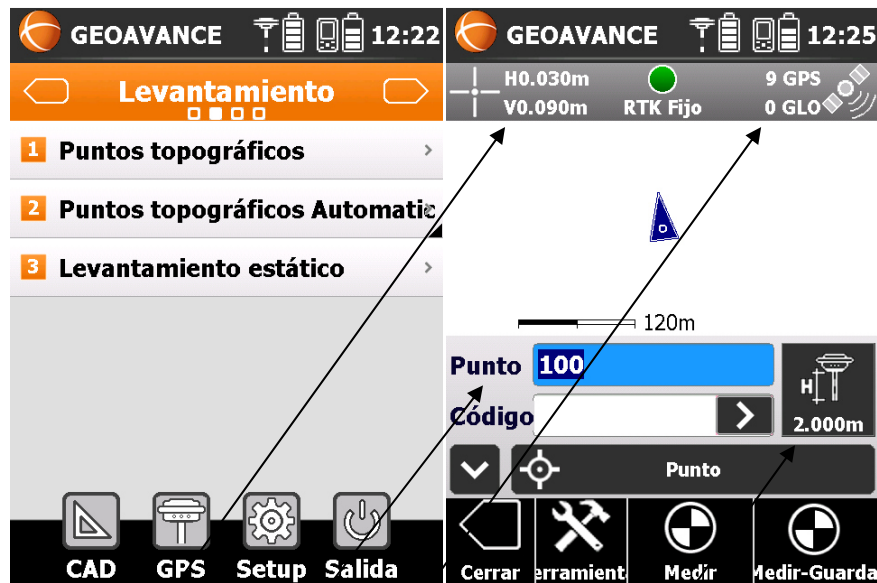 GEOAVANCE 12:22
Levantamiento
1 Puntos topográficos
2 Puntos topográficos Automatic
3 Levantamiento estático
CAD GPS Setup Salida
GEOAVANCE 12:25
H0.030m 9 GPS
V0.090m RTK Fijo 0 GLO
120m
Punto 100
H
Código 2.000m
Punto
Cerrar erramient Medir Medir-Guarda